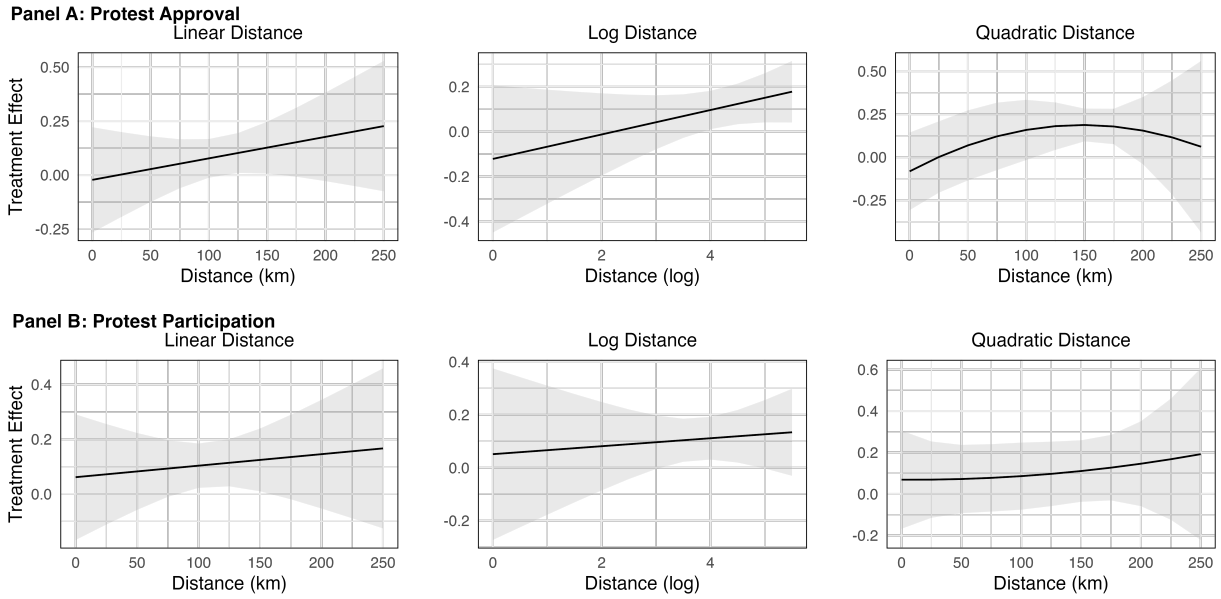 Panel A: Protest Approval
Linear Distance
Log Distance
Quadratic Distance
Treatment Effect
0.50
0.25
0.00
-0.25
0 50 100 150 200 250
Distance (km)
0.2
0.0
-0.2
-0.4
0 2 4
Distance (log)
0.50
0.25
0.00
-0.25
0 50 100 150 200 250
Distance (km)
Panel B: Protest Participation
Linear Distance
Log Distance
Quadratic Distance
Treatment Effect
0.4
0.2
0.0
0 50 100 150 200 250
Distance (km)
0.4
0.2
0.0
-0.2
0 2 4
Distance (log)
0.6
0.4
0.2
0.0
-0.2
0 50 100 150 200 250
Distance (km)